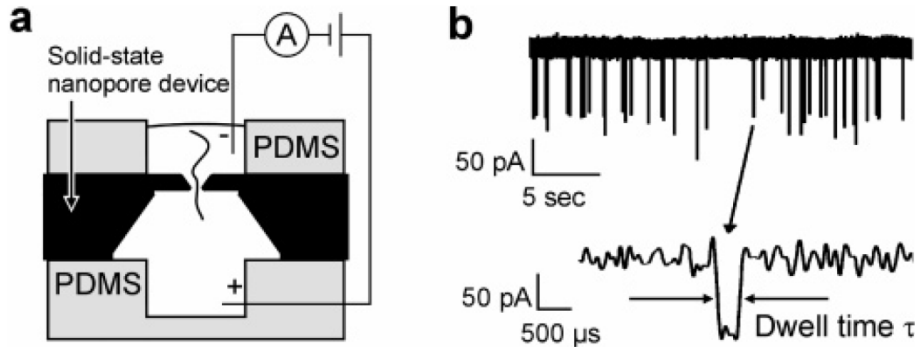 a
A
Solid-state
nanopore device
-
PDMS
PDMS
+
b
50 pA
5 sec
50 pA
500 µs
Dwell time τ